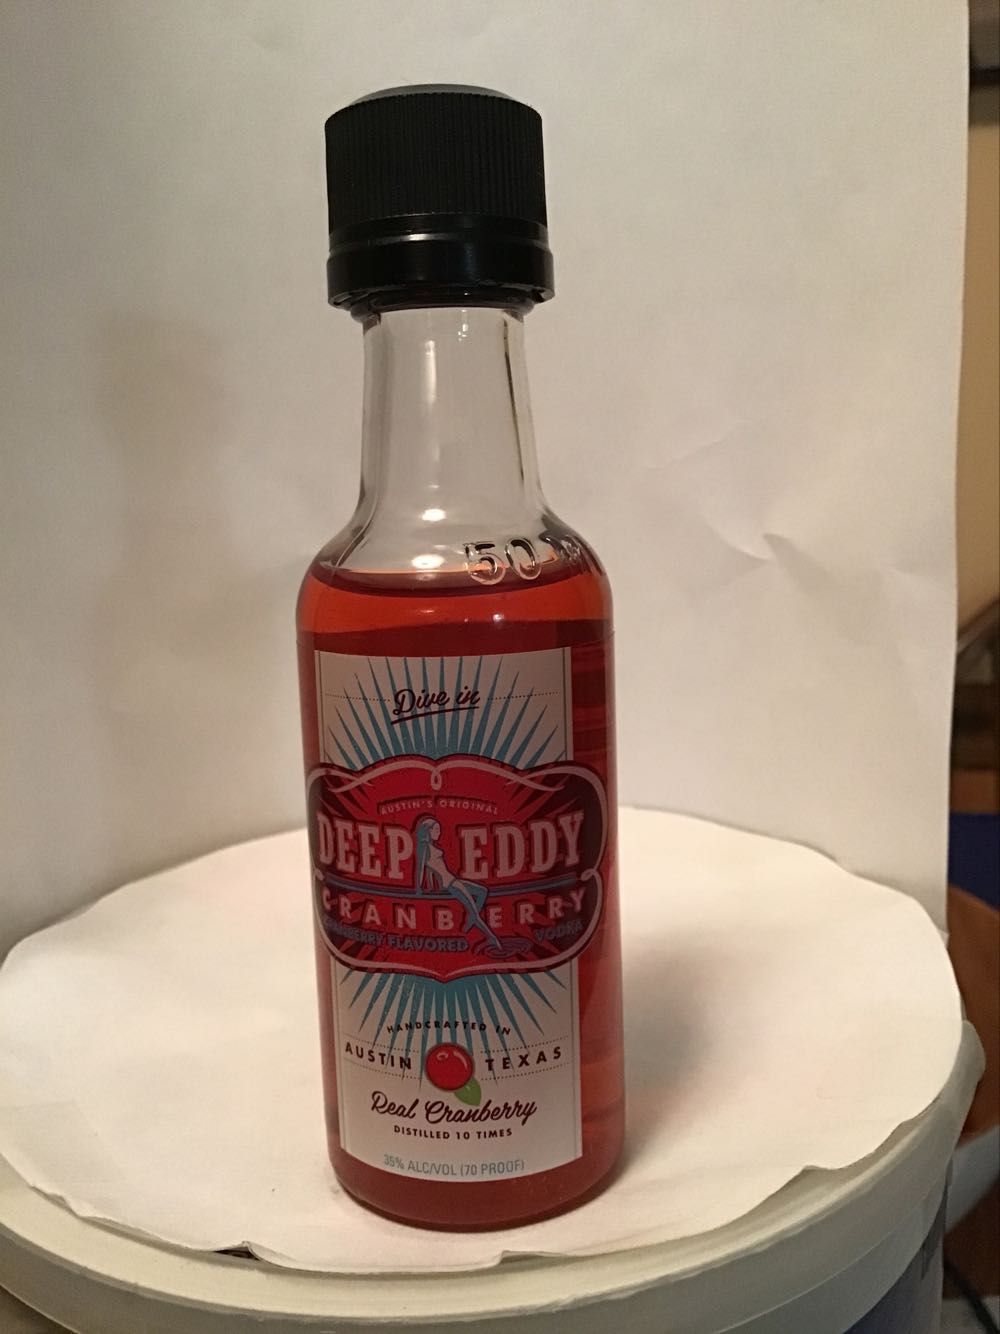 50
Dive in
AUSTIN'S ORIGINAL
DEEP EDDY
CRANBERRY
CRANBERRY FLAVORED VODKA
HANDCRAFTED IN
AUSTIN TEXAS
Real Cranberry
DISTILLED 10 TIMES
35% ALC/VOL (70 PROOF)